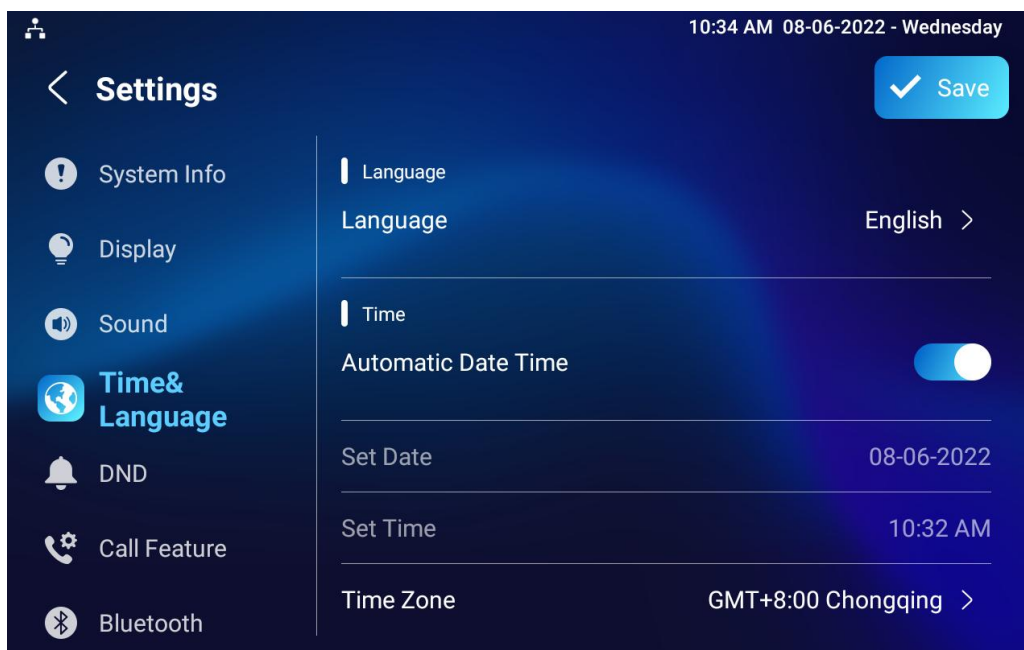 10:34 AM 08-06-2022 - Wednesday
Settings
Save
System Info
Display
Sound
Time&
Language
DND
Call Feature
Bluetooth
Language
Language English
Time
Automatic Date Time
Set Date 08-06-2022
Set Time 10:32 AM
Time Zone GMT+8:00 Chongqing